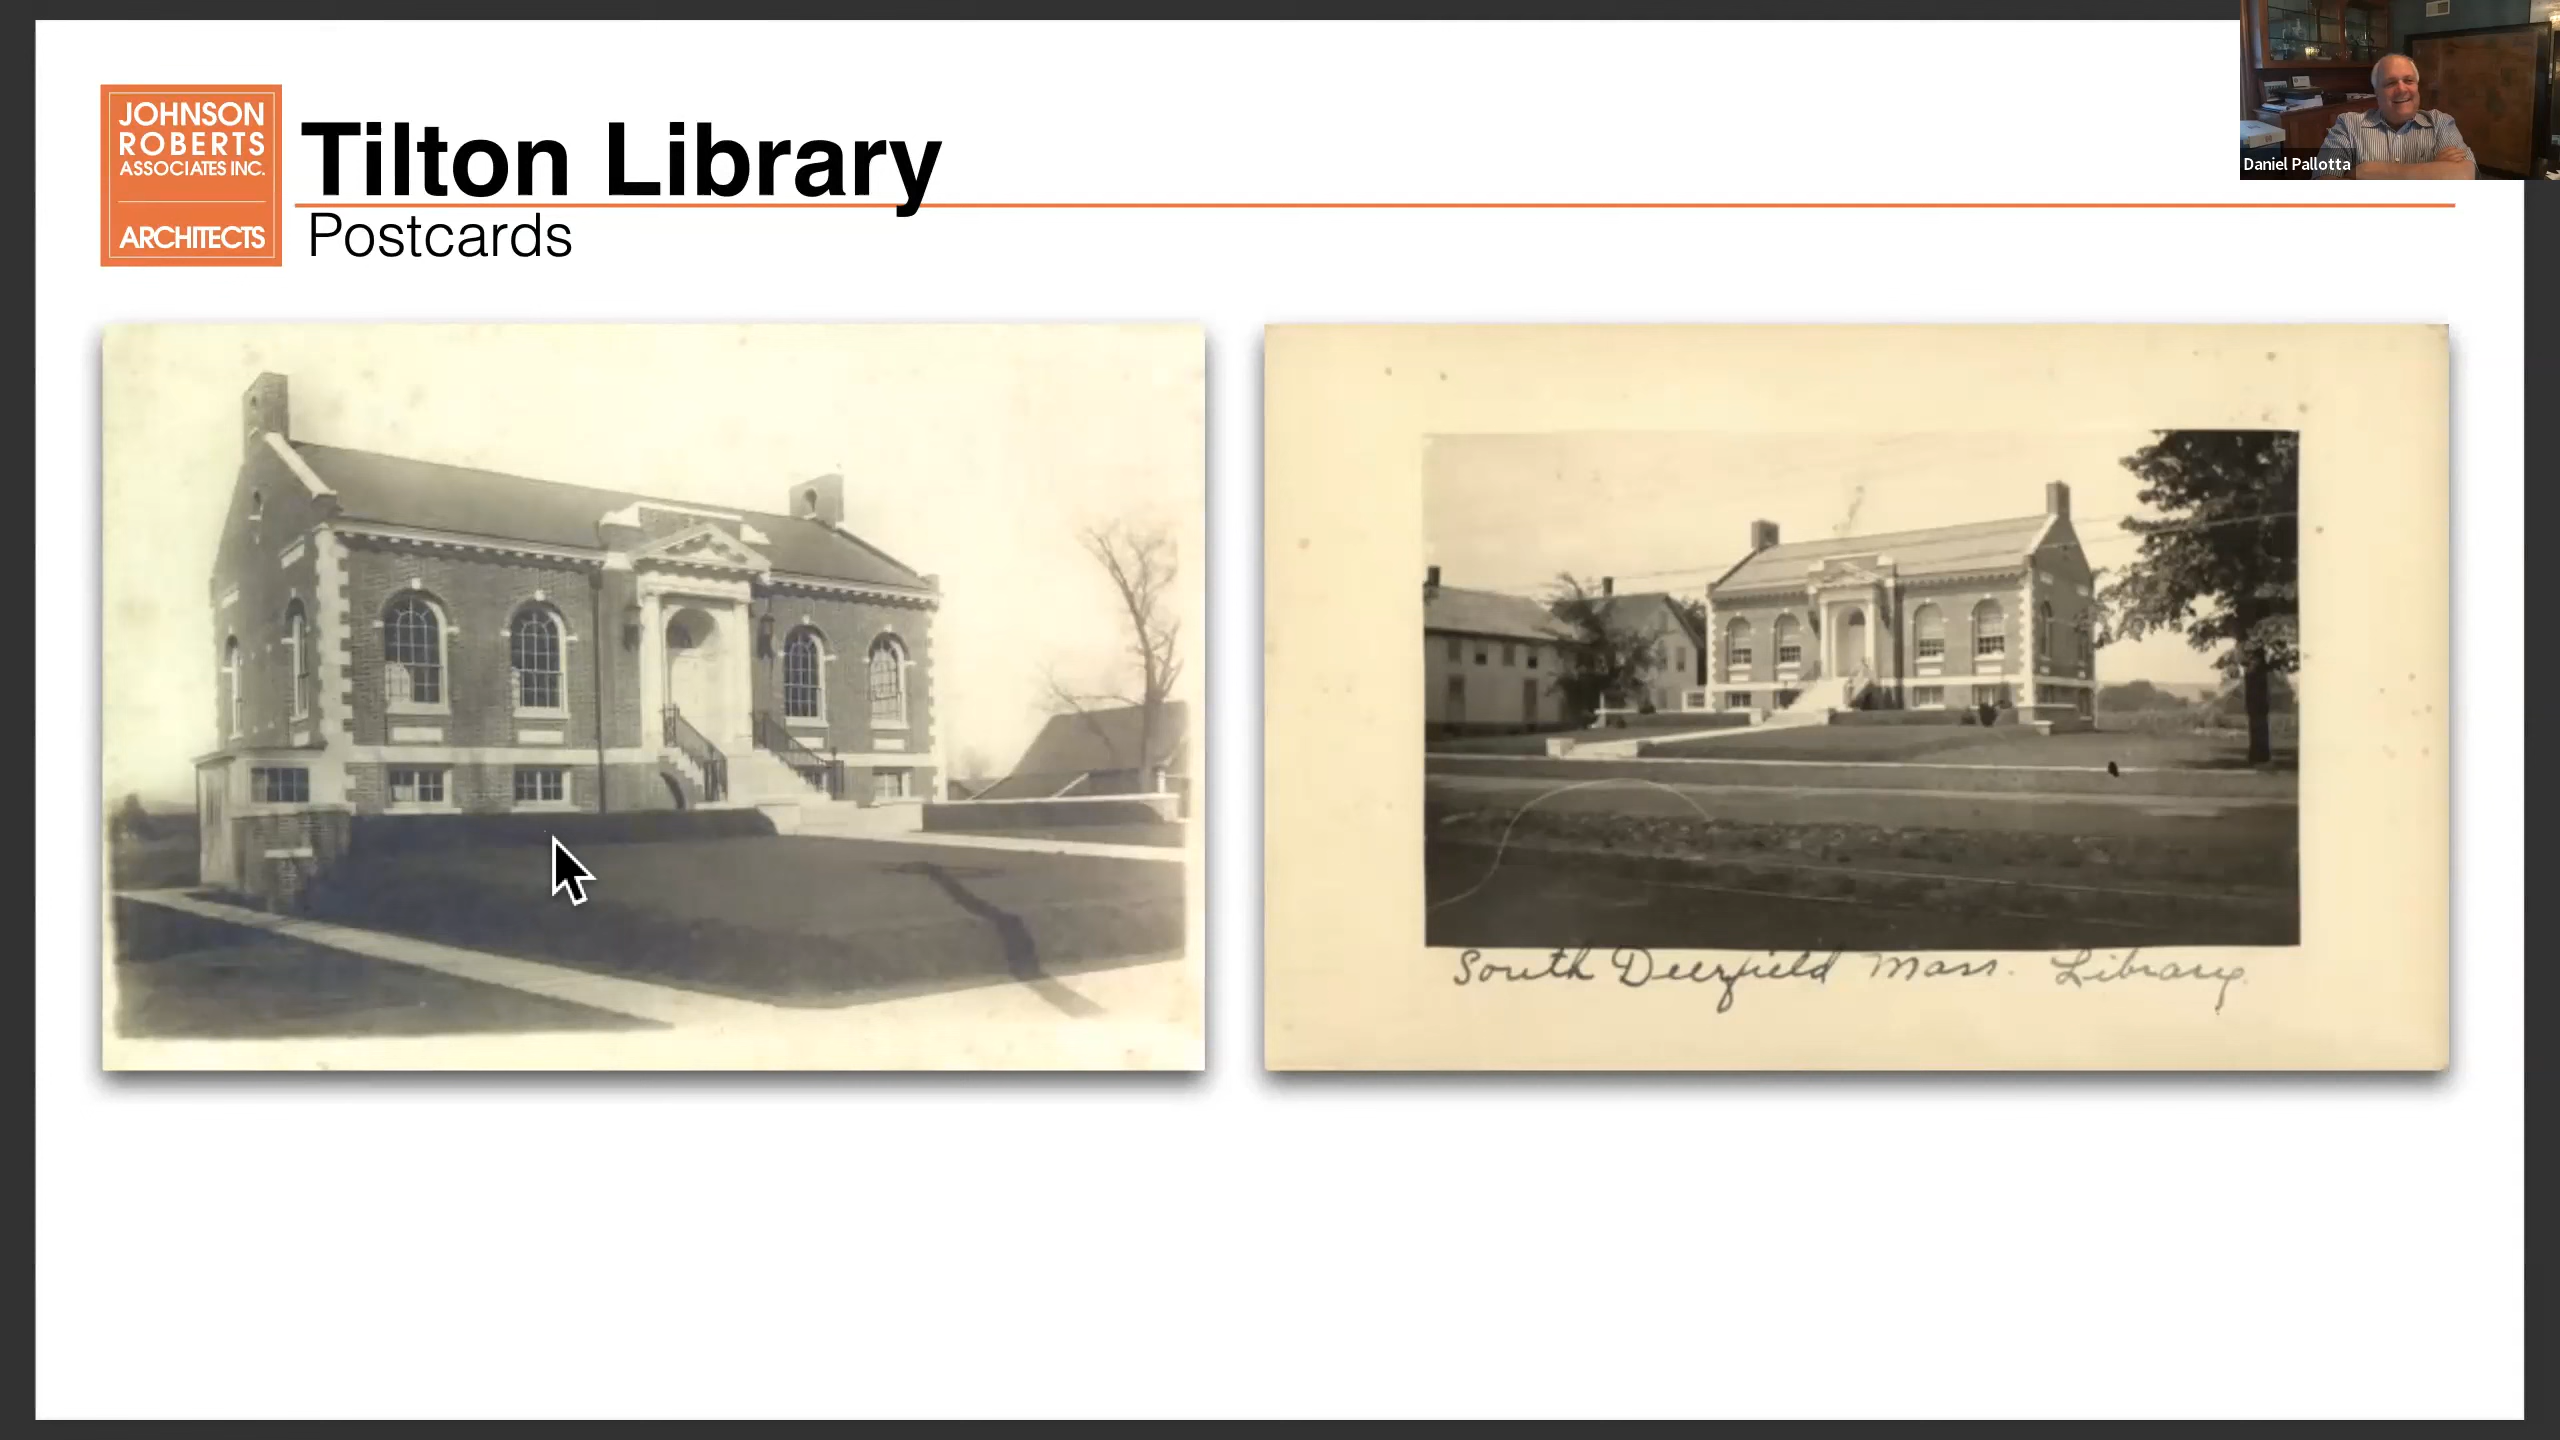 JOHNSON
ROBERTS
ASSOCIATES INC.
ARCHITECTS
Tilton Library
Postcards
Daniel Pallotta
South Deerfield Mass. Library.